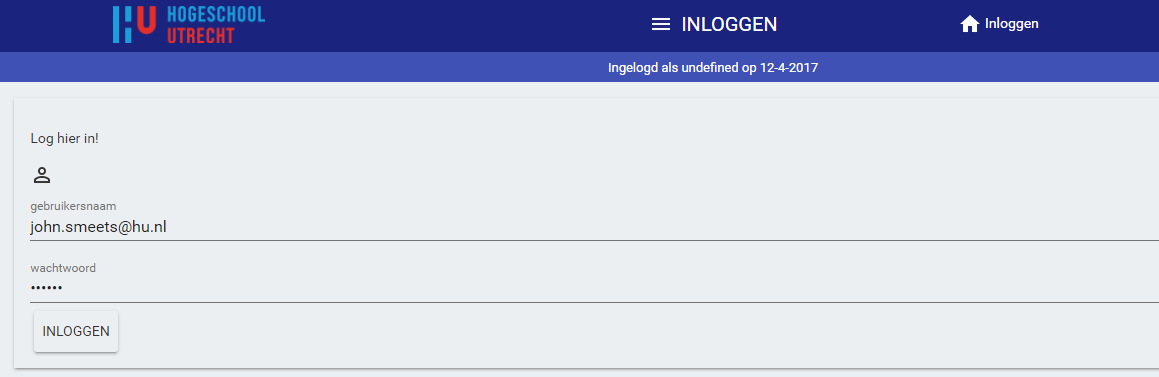 HOGESCHOOL
UTRECHT
INLOGGEN
Inloggen
Ingelogd als undefined op 12-4-2017
Log hier in!
gebruikersnaam
john.smeets@hu.nl
wachtwoord
••••••
INLOGGEN